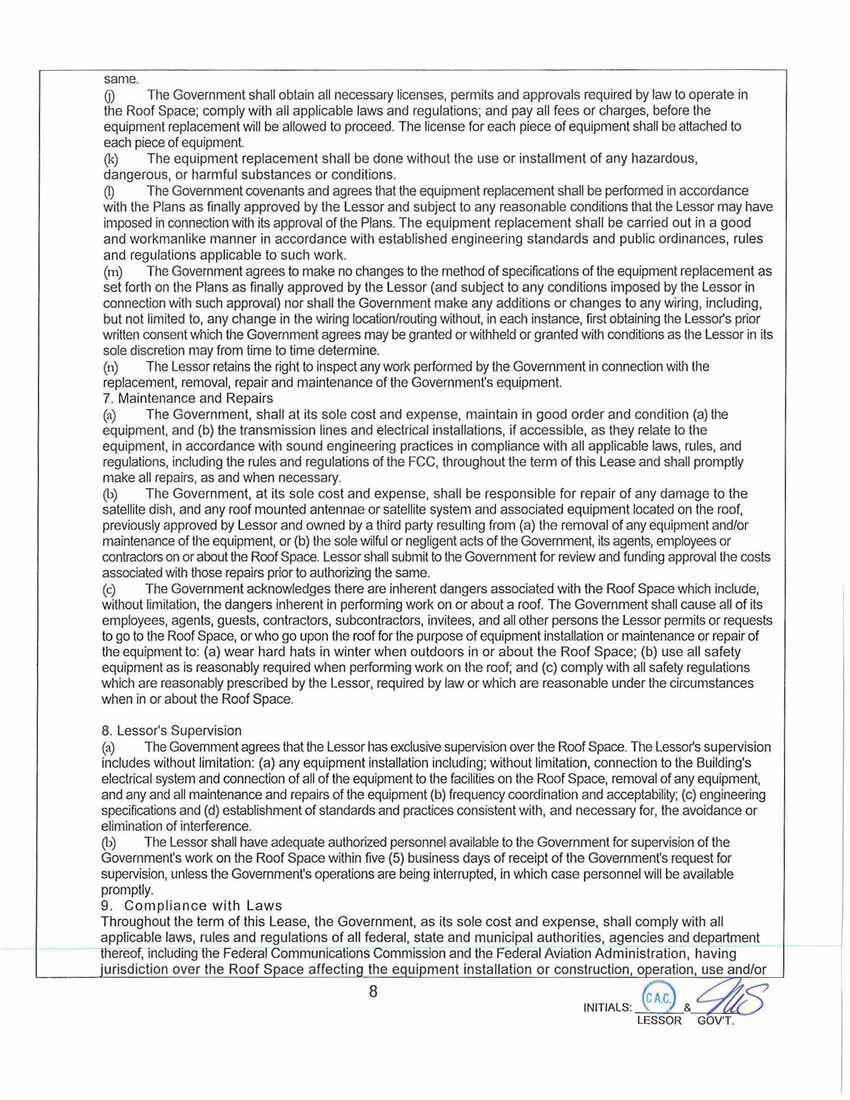 same.
(j) The Government shall obtain all necessary licenses, permits and approvals required by law to operate in
the Roof Space; comply with all applicable laws and regulations; and pay all fees or charges, before the
equipment replacement will be allowed to proceed. The license for each piece of equipment shall be attached to
each piece of equipment.
(k) The equipment replacement shall be done without the use or installment of any hazardous,
dangerous, or harmful substances or conditions.
(l) The Government covenants and agrees that the equipment replacement shall be performed in accordance
with the Plans as finally approved by the Lessor and subject to any reasonable conditions that the Lessor may have
imposed in connection with its approval of the Plans. The equipment replacement shall be carried out in a good
and workmanlike manner in accordance with established engineering standards and public ordinances, rules
and regulations applicable to such work.
(m) The Government agrees to make no changes to the method of specifications of the equipment replacement as
set forth on the Plans as finally approved by the Lessor (and subject to any conditions imposed by the Lessor in
connection with such approval) nor shall the Government make any additions or changes to any wiring, including,
but not limited to, any change in the wiring location/routing without, in each instance, first obtaining the Lessor's prior
written consent which the Government agrees may be granted or withheld or granted with conditions as the Lessor in its
sole discretion may from time to time determine.
(n) The Lessor retains the right to inspect any work performed by the Government in connection with the
replacement, removal, repair and maintenance of the Government's equipment.
7. Maintenance and Repairs
(a) The Government, shall at its sole cost and expense, maintain in good order and condition (a) the
equipment, and (b) the transmission lines and electrical installations, if accessible, as they relate to the
equipment, in accordance with sound engineering practices in compliance with all applicable laws, rules, and
regulations, including the rules and regulations of the FCC, throughout the term of this Lease and shall promptly
make all repairs, as and when necessary.
(b) The Government, at its sole cost and expense, shall be responsible for repair of any damage to the
satellite dish, and any roof mounted antennae or satellite system and associated equipment located on the roof,
previously approved by Lessor and owned by a third party resulting from (a) the removal of any equipment and/or
maintenance of the equipment, or (b) the sole wilful or negligent acts of the Government, its agents, employees or
contractors on or about the Roof Space. Lessor shall submit to the Government for review and funding approval the costs
associated with those repairs prior to authorizing the same.
(c) The Government acknowledges there are inherent dangers associated with the Roof Space which include,
without limitation, the dangers inherent in performing work on or about a roof. The Government shall cause all of its
employees, agents, guests, contractors, subcontractors, invitees, and all other persons the Lessor permits or requests
to go to the Roof Space, or who go upon the roof for the purpose of equipment installation or maintenance or repair of
the equipment to: (a) wear hard hats in winter when outdoors in or about the Roof Space; (b) use all safety
equipment as is reasonably required when performing work on the roof; and (c) comply with all safety regulations
which are reasonably prescribed by the Lessor, required by law or which are reasonable under the circumstances
when in or about the Roof Space.
8. Lessor's Supervision
(a) The Government agrees that the Lessor has exclusive supervision over the Roof Space. The Lessor's supervision
includes without limitation: (a) any equipment installation including; without limitation, connection to the Building's
electrical system and connection of all of the equipment to the facilities on the Roof Space, removal of any equipment,
and any and all maintenance and repairs of the equipment (b) frequency coordination and acceptability; (c) engineering
specifications and (d) establishment of standards and practices consistent with, and necessary for, the avoidance or
elimination of interference.
(b) The Lessor shall have adequate authorized personnel available to the Government for supervision of the
Government's work on the Roof Space within five (5) business days of receipt of the Government's request for
supervision, unless the Government's operations are being interrupted, in which case personnel will be available
promptly.
9. Compliance with Laws
Throughout the term of this Lease, the Government, as its sole cost and expense, shall comply with all
applicable laws, rules and regulations of all federal, state and municipal authorities, agencies and department
thereof, including the Federal Communications Commission and the Federal Aviation Administration, having
jurisdiction over the Roof Space affecting the equipment installation or construction, operation, use and/or
8
INITIALS: C.A.C. &
LESSOR GOV'T.